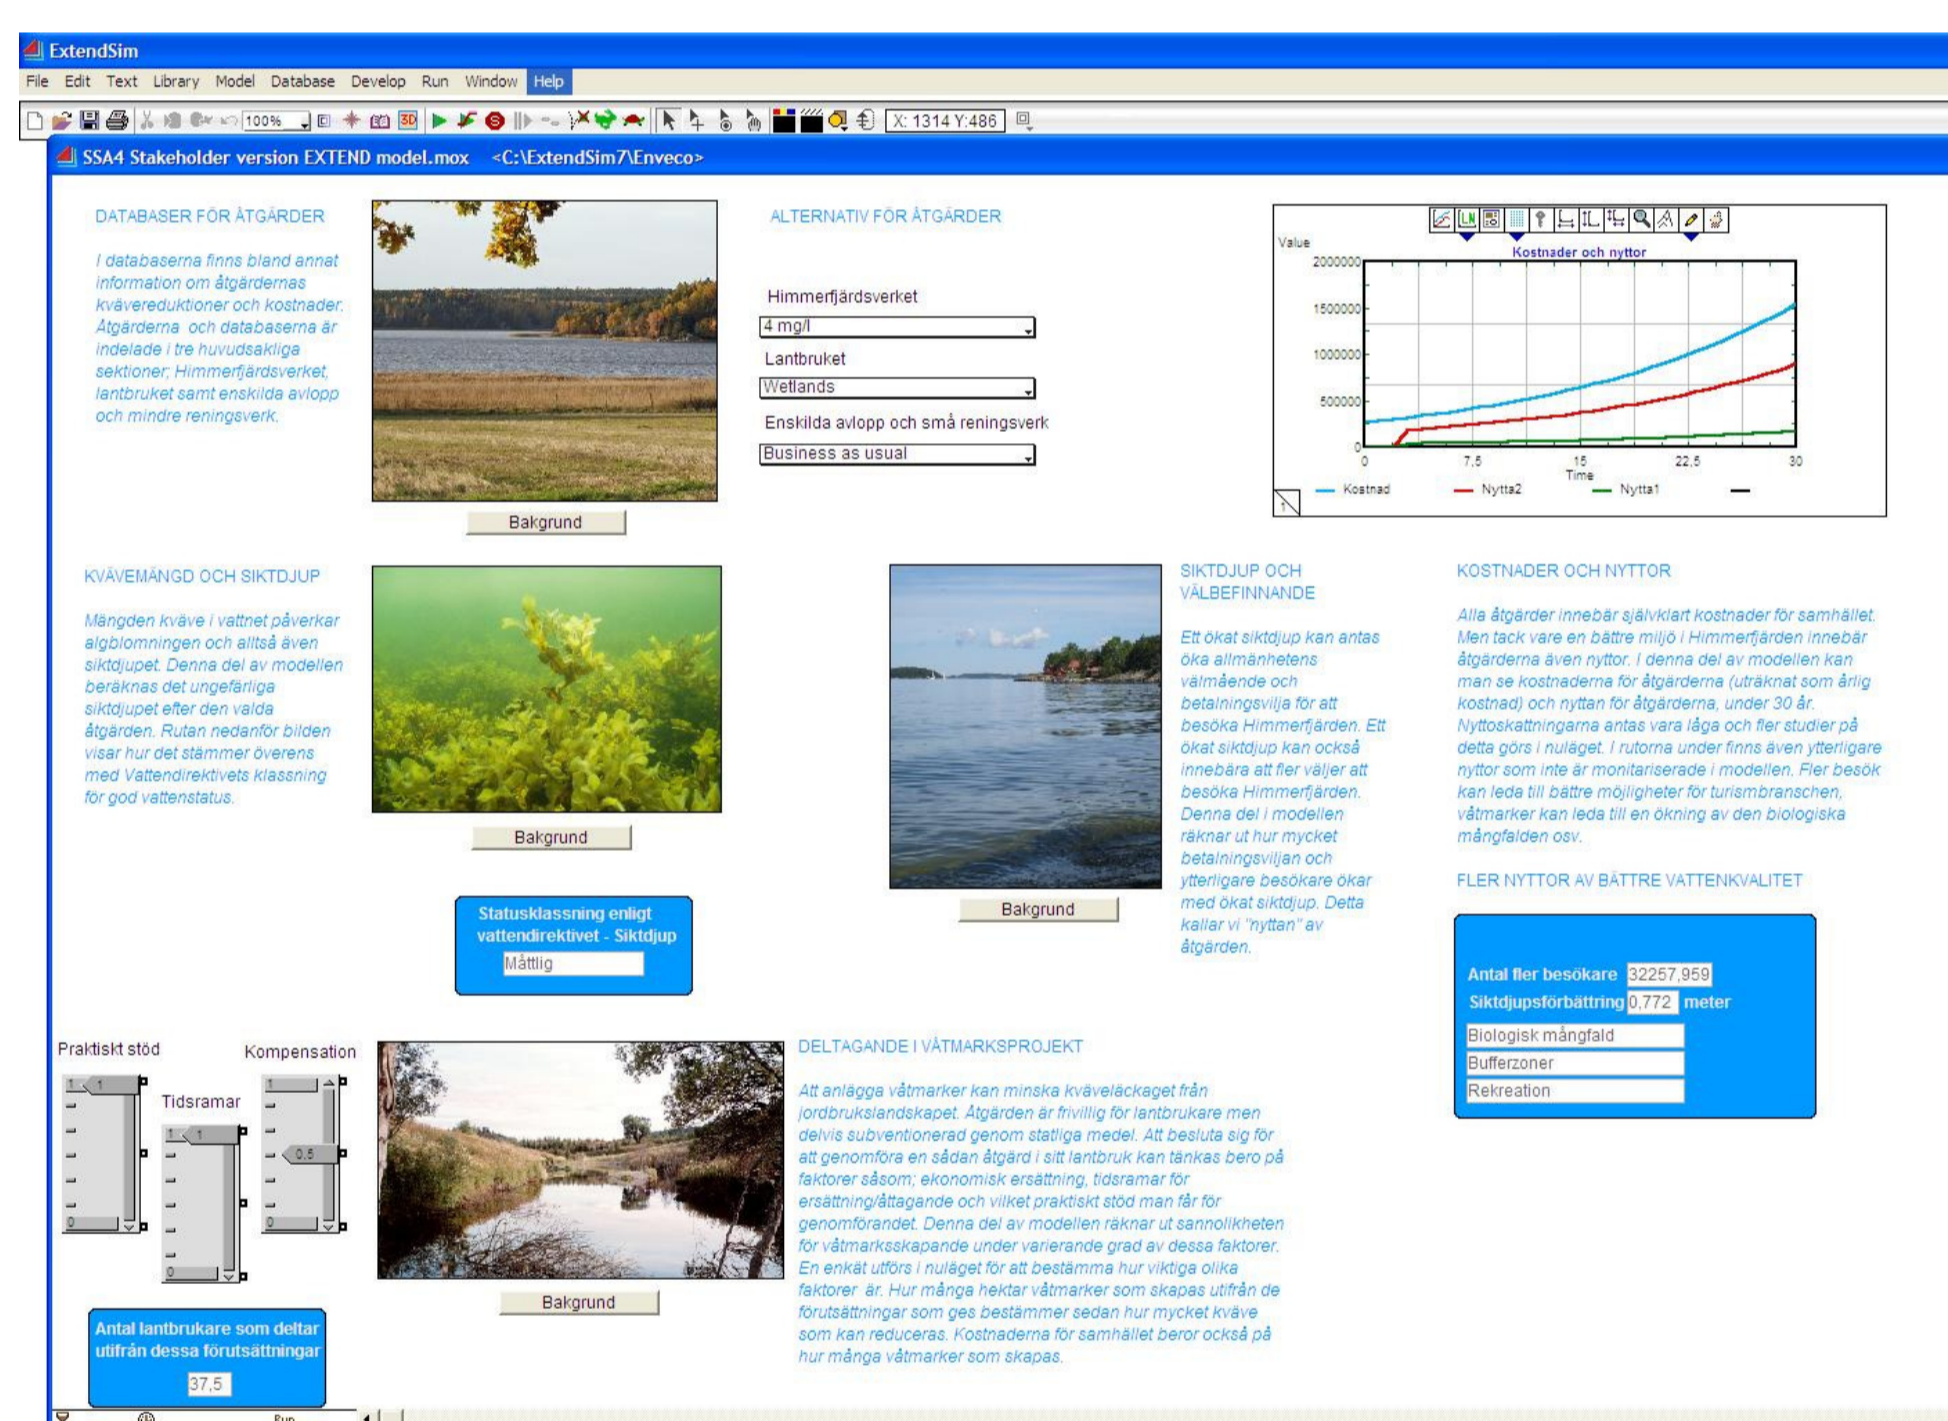 ExtendSim
File Edit Text Library Model Database Develop Run Window Help
100%
3D
X: 1314 Y:486
SSA4 Stakeholder version EXTEND model.mox <C:\ExtendSim7\Enveco>
DATABASER FÖR ÅTGÄRDER
I databaserna finns bland annat
information om åtgärdernas
kvävereduktioner och kostnader.
Åtgärderna och databaserna är
indelade i tre huvudsakliga
sektioner; Himmerfjärdsverket,
lantbruket samt enskilda avlopp
och mindre reningsverk.
Bakgrund
ALTERNATIV FÖR ÅTGÄRDER
Himmerfjärdsverket
4 mg/l
Lantbruket
Wetlands
Enskilda avlopp och små reningsverk
Business as usual
Value
Kostnader och nyttor
2000000
1500000
1000000
500000
0
0 7,5 15 22,5 30
Time
Kostnad Nytta2 Nytta1
1
KVÄVEMÄNGD OCH SIKTDJUP
Mängden kväve i vattnet påverkar
algblomningen och alltså även
siktdjupet. Denna del av modellen
beräknas det ungefärliga
siktdjupet efter den valda
åtgärden. Rutan nedanför bilden
visar hur det stämmer överens
med Vattendirektivets klassning
för god vattenstatus.
Bakgrund
Statusklassning enligt
vattendirektivet - Siktdjup
Måttlig
Bakgrund
SIKTDJUP OCH
VÄLBEFINNANDE
Ett ökat siktdjup kan antas
öka allmänhetens
välmående och
betalningsvilja för att
besöka Himmerfjärden. Ett
ökat siktdjup kan också
innebära att fler väljer att
besöka Himmerfjärden.
Denna del i modellen
räknar ut hur mycket
betalningsviljan och
ytterligare besökare ökar
med ökat siktdjup. Detta
kallar vi "nyttan" av
åtgärden.
KOSTNADER OCH NYTTOR
Alla åtgärder innebär självklart kostnader för samhället.
Men tack vare en bättre miljö i Himmerfjärden innebär
åtgärderna även nyttor. I denna del av modellen kan
man se kostnaderna för åtgärderna (uträknat som årlig
kostnad) och nyttan för åtgärderna, under 30 år.
Nyttoskattningarna antas vara låga och fler studier på
detta görs i nuläget. I rutorna under finns även ytterligare
nyttor som inte är monitariserade i modellen. Fler besök
kan leda till bättre möjligheter för turismbranschen,
våtmarker kan leda till en ökning av den biologiska
mångfalden osv.
FLER NYTTOR AV BÄTTRE VATTENKVALITET
Antal fler besökare 32257,959
Siktdjupsförbättring 0,772 meter
Biologisk mångfald
Bufferzoner
Rekreation
Praktiskt stöd
1 1
0
Tidsramar
1 1
0
Kompensation
1
0.5
0
Antal lantbrukare som deltar
utifrån dessa förutsättningar
37,5
Bakgrund
DELTAGANDE I VÅTMARKSPROJEKT
Att anlägga våtmarker kan minska kväveläckaget från
jordbrukslandskapet. Åtgärden är frivillig för lantbrukare men
delvis subventionerad genom statliga medel. Att besluta sig för
att genomföra en sådan åtgärd i sitt lantbruk kan tänkas bero på
faktorer såsom; ekonomisk ersättning, tidsramar för
ersättning/åttagande och vilket praktiskt stöd man får för
genomförandet. Denna del av modellen räknar ut sannolikheten
för våtmarksskapande under varierande grad av dessa faktorer.
En enkät utförs i nuläget för att bestämma hur viktiga olika
faktorer är. Hur många hektar våtmarker som skapas utifrån de
förutsättningar som ges bestämmer sedan hur mycket kväve
som kan reduceras. Kostnaderna för samhället beror också på
hur många våtmarker som skapas.